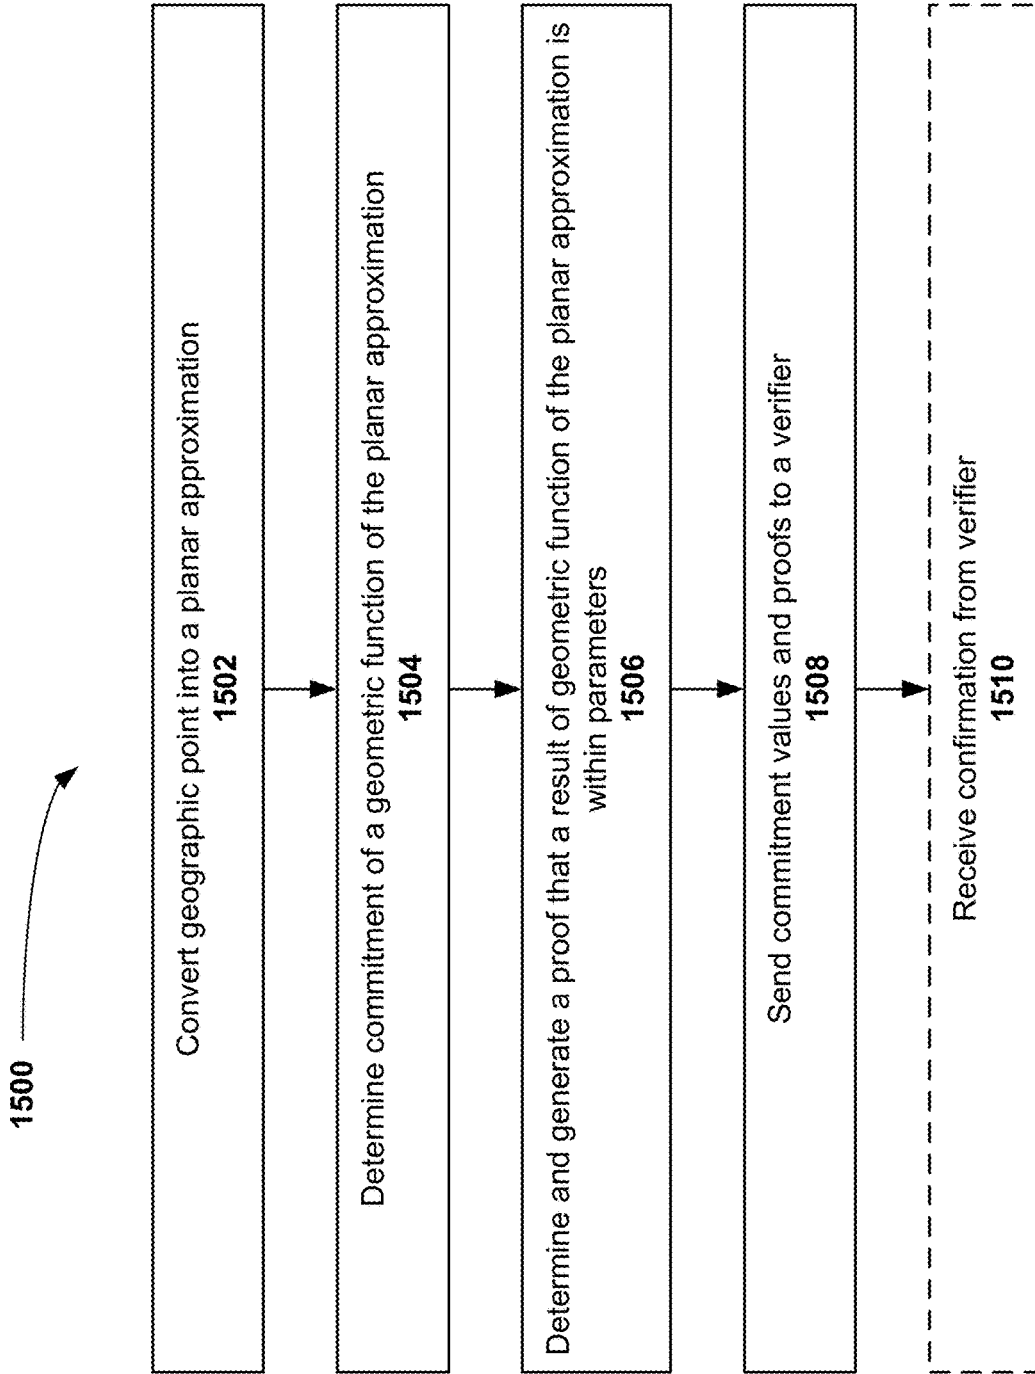 1500
Convert geographic point into a planar approximation
1502
Determine commitment of a geometric function of the planar approximation
1504
Determine and generate a proof that a result of geometric function of the planar approximation is
within parameters
1506
Send commitment values and proofs to a verifier
1508
Receive confirmation from verifier
1510